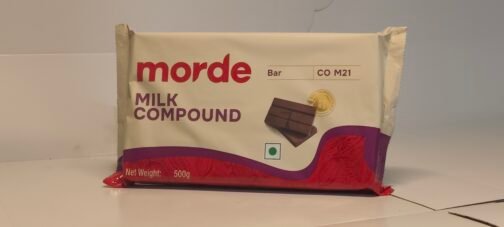 morde
Bar CO M21
MILK
COMPOUND
Net Weight: 500g